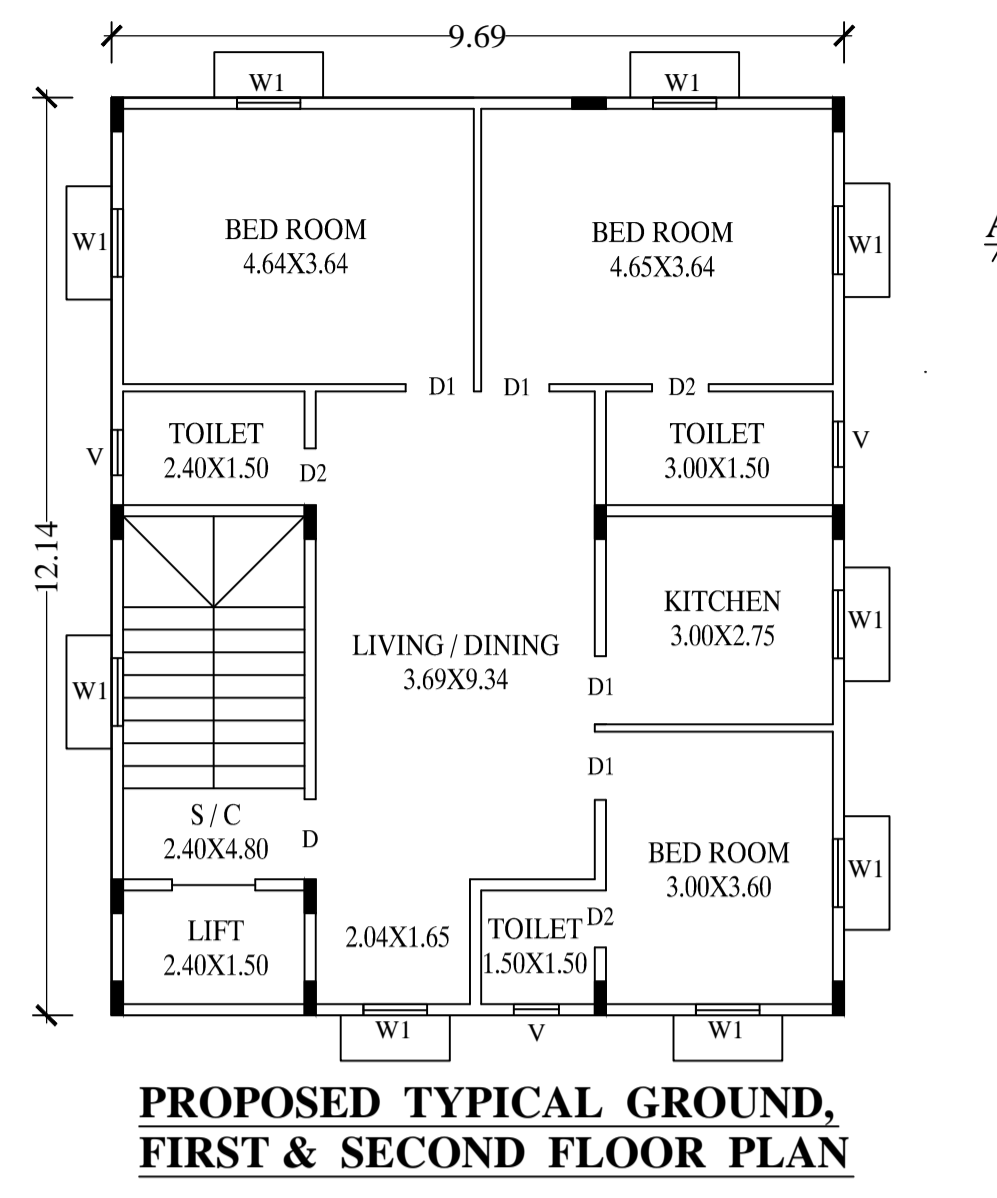 9.69
W1
W1
BED ROOM
4.64X3.64
BED ROOM
4.65X3.64
W1
W1
D1
D1
D2
TOILET
2.40X1.50
V
D2
TOILET
3.00X1.50
V
12.14
KITCHEN
3.00X2.75
W1
LIVING / DINING
3.69X9.34
D1
W1
D1
S / C
2.40X4.80
D
BED ROOM
3.00X3.60
W1
LIFT
2.40X1.50
2.04X1.65
TOILET
1.50X1.50
D2
W1
V
W1
PROPOSED TYPICAL GROUND,
FIRST & SECOND FLOOR PLAN